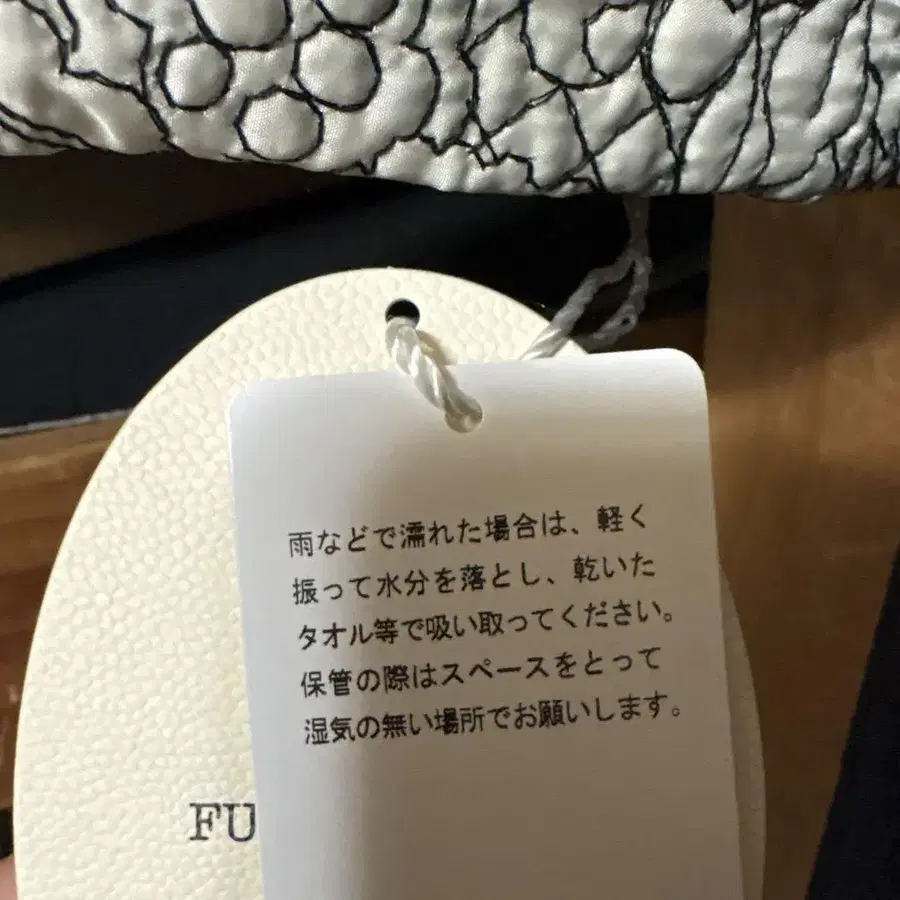 雨などで濡れた場合は、軽く
振って水分を落とし、乾いた
タオル等で吸い取ってください。
保管の際はスペースをとって
湿気の無い場所でお願いします。
FU